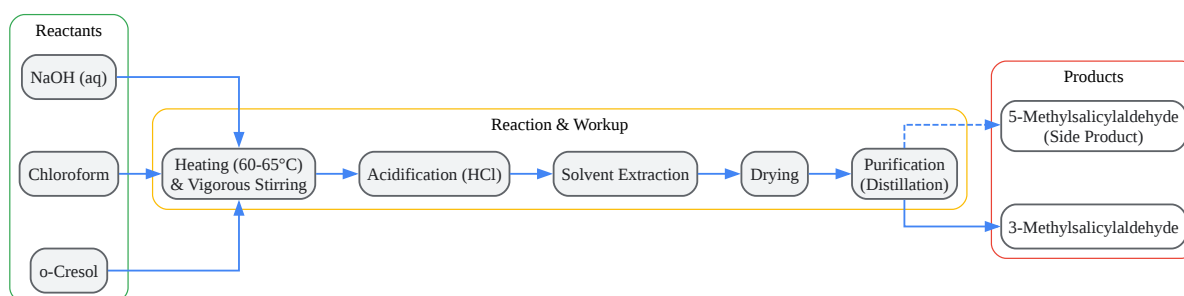 Reactants
NaOH (aq)
Chloroform
o-Cresol
Reaction & Workup
Heating (60-65°C)
& Vigorous Stirring
Acidification (HCl)
Solvent Extraction
Drying
Purification
(Distillation)
Products
5-Methylsalicylaldehyde
(Side Product)
3-Methylsalicylaldehyde